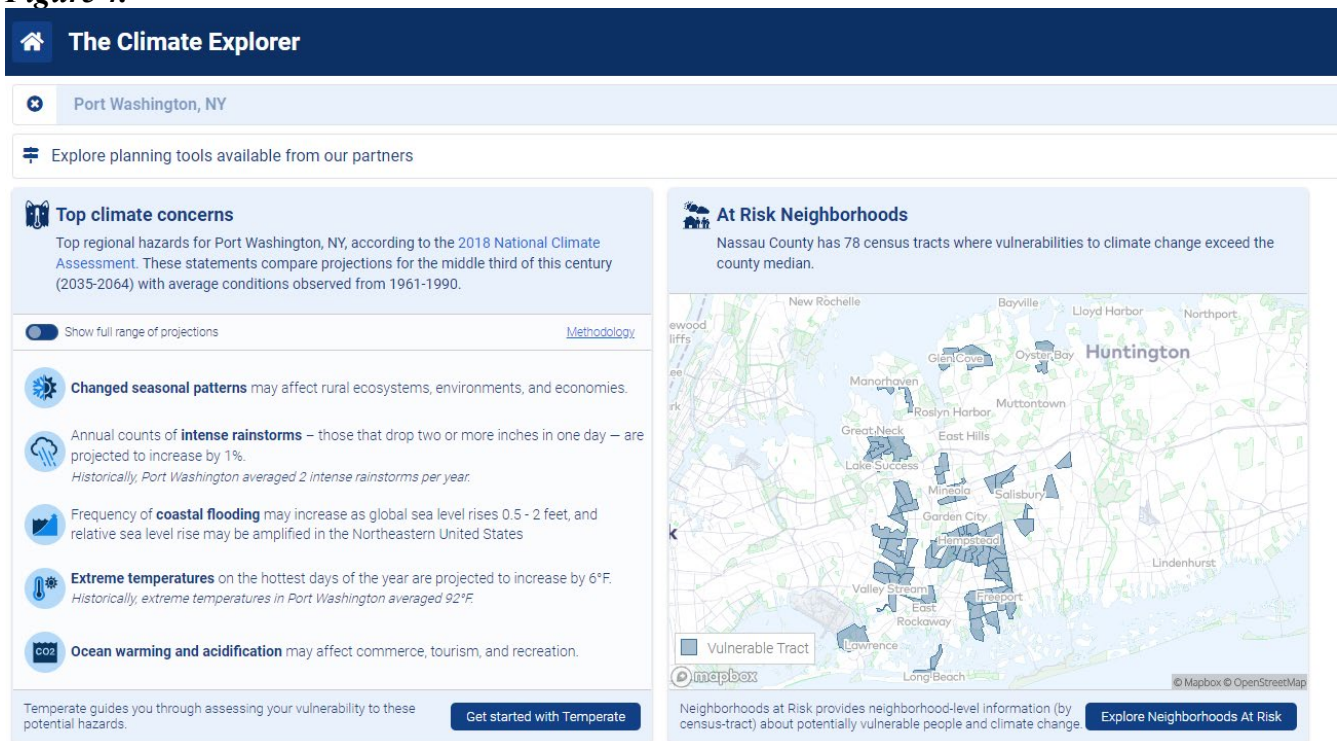 The Climate Explorer
Port Washington, NY
Explore planning tools available from our partners
Top climate concerns
Top regional hazards for Port Washington, NY, according to the 2018 National Climate
Assessment. These statements compare projections for the middle third of this century
(2035-2064) with average conditions observed from 1961-1990.
Show full range of projections
Methodology
Changed seasonal patterns may affect rural ecosystems, environments, and economies.
Annual counts of intense rainstorms – those that drop two or more inches in one day — are
projected to increase by 1%.
Historically, Port Washington averaged 2 intense rainstorms per year.
Frequency of coastal flooding may increase as global sea level rises 0.5 - 2 feet, and
relative sea level rise may be amplified in the Northeastern United States
Extreme temperatures on the hottest days of the year are projected to increase by 6°F.
Historically, extreme temperatures in Port Washington averaged 92°F.
CO2
Ocean warming and acidification may affect commerce, tourism, and recreation.
Temperate guides you through assessing your vulnerability to these
potential hazards.
Get started with Temperate
At Risk Neighborhoods
Nassau County has 78 census tracts where vulnerabilities to climate change exceed the
county median.
New Rochelle
Bayville
Lloyd Harbor
Northport
ewood
liffs
Glen Cove
Oyster Bay
Huntington
Manorhaven
Muttontown
Roslyn Harbor
Great Neck
East Hills
Lake Success
Mineola
Salisbury
Garden City
Hempstead
Lindenhurst
Valley Stream
Freeport
East
Rockaway
Lawrence
Long Beach
Vulnerable Tract
mapbox
© Mapbox © OpenStreetMap
Neighborhoods at Risk provides neighborhood-level information (by
census-tract) about potentially vulnerable people and climate change.
Explore Neighborhoods At Risk